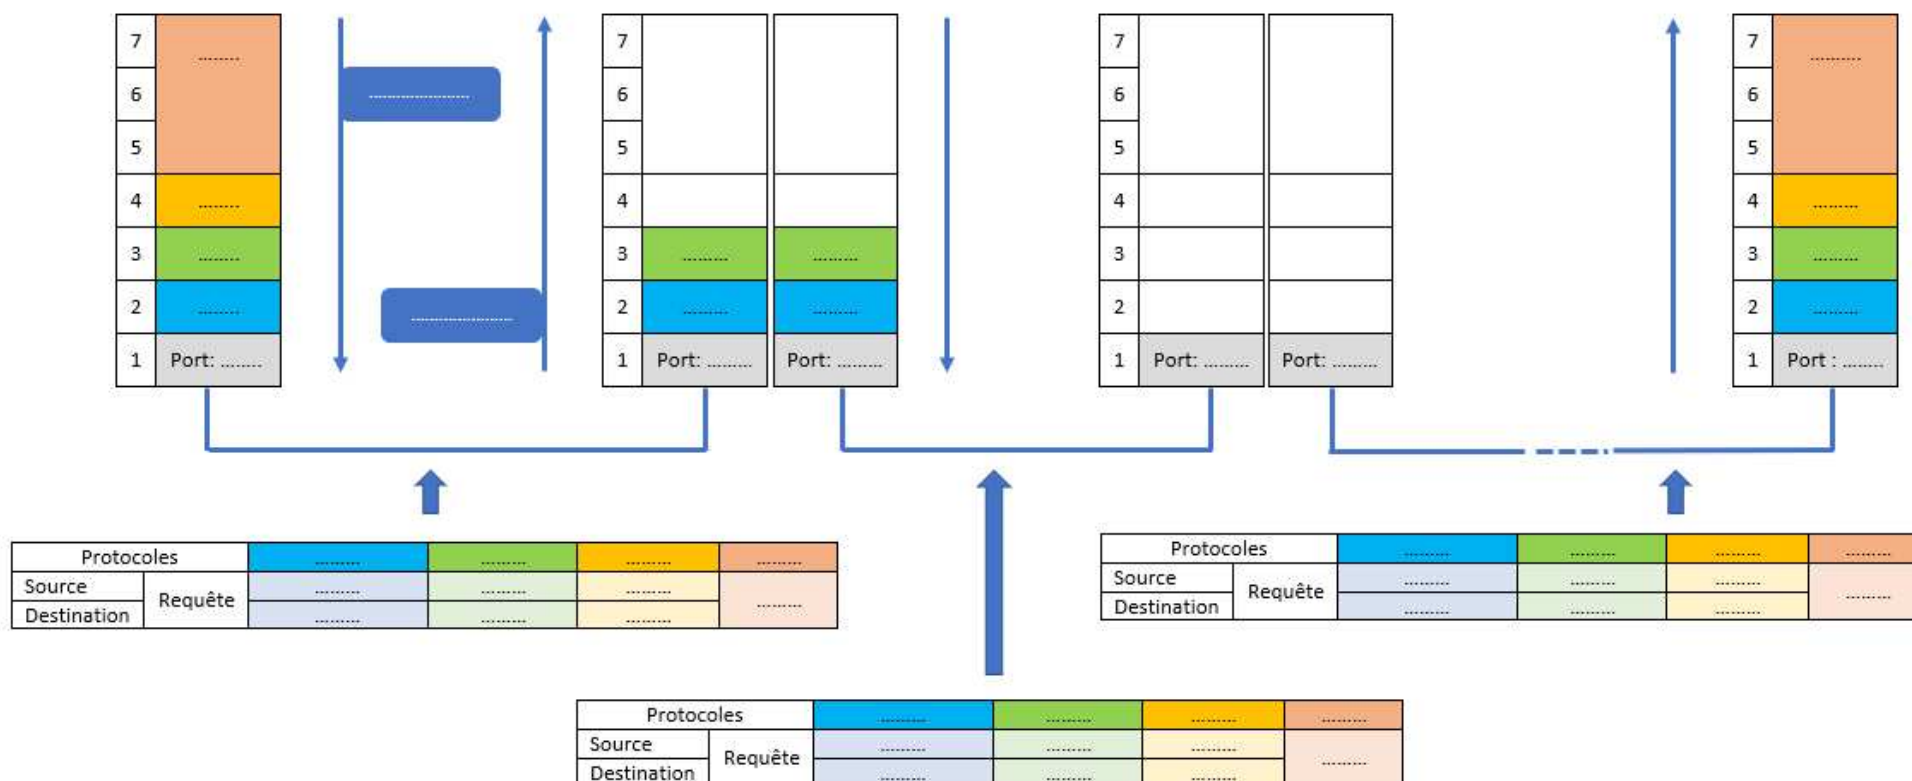 7
........
6
5
4 ........
3 ........
2 ........
1 Port: ........
....................
....................
7
6
5
4
3 ......... .........
2 ......... .........
1 Port: ......... Port: .........
7
6
5
4
3
2
1 Port: ......... Port: .........
7
..........
6
5
4 .........
3 .........
2 .........
1 Port : ........
Protocoles ......... ......... ......... .........
Source Requête ......... ......... ......... .........
Destination ......... ......... .........
Protocoles ......... ......... ......... .........
Source Requête ......... ......... ......... .........
Destination ......... ......... .........
Protocoles ......... ......... ......... .........
Source Requête ......... ......... ......... .........
Destination ......... ......... .........